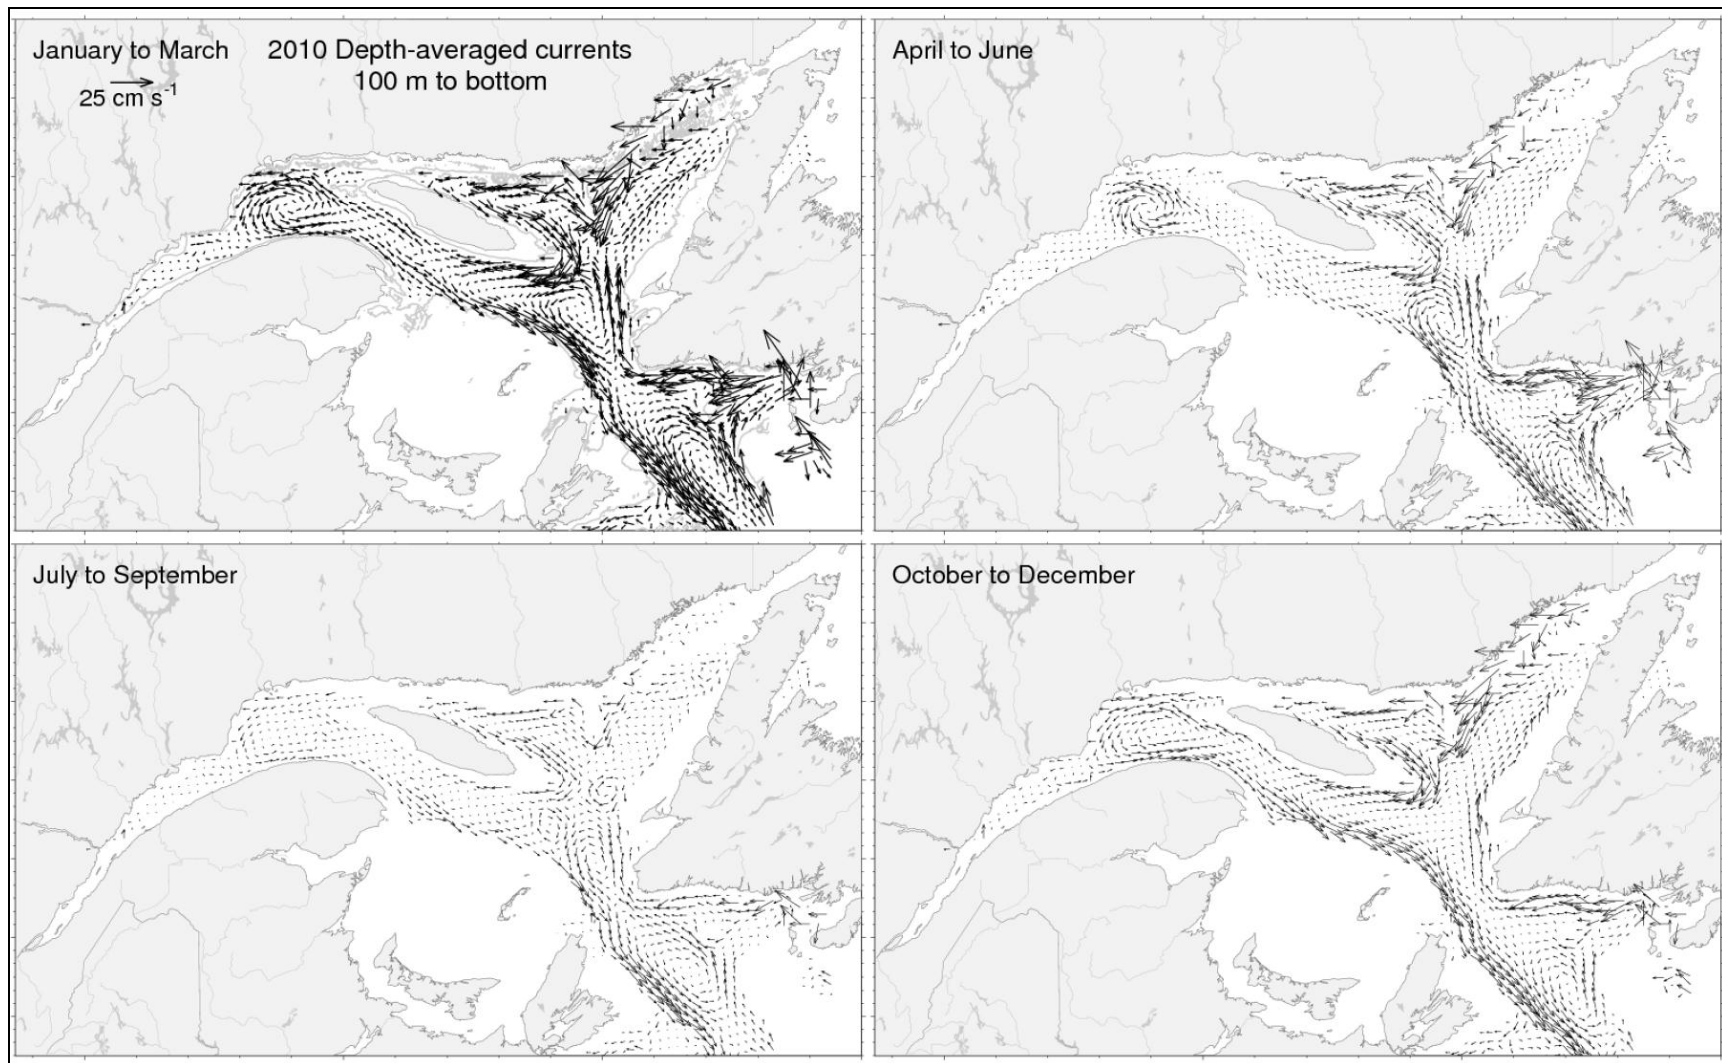 January to March
2010 Depth-averaged currents
100 m to bottom
25 cm s⁻¹
April to June
July to September
October to December